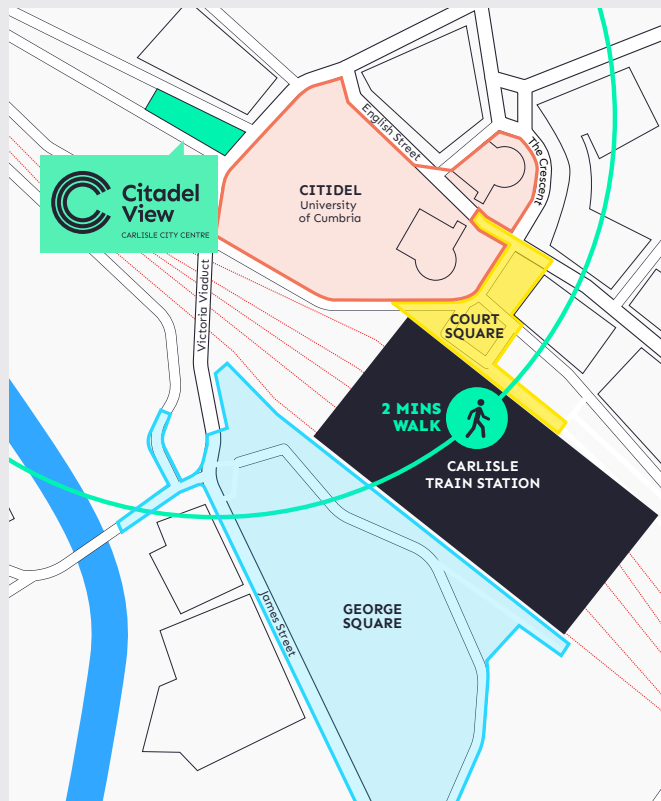 English Street
The Crescent
CITIDEL
University
of Cumbria
Citadel
View
CARLISLE CITY CENTRE
Victoria Viaduct
COURT
SQUARE
2 MINS
WALK
CARLISLE
TRAIN STATION
James Street
GEORGE
SQUARE